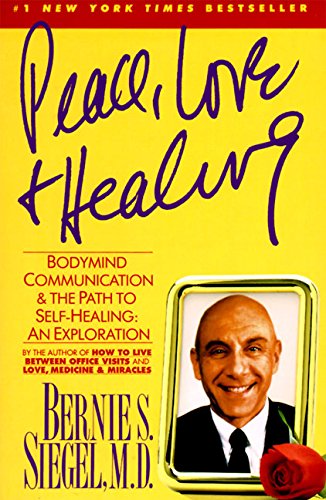 #1 NEW YORK TIMES BESTSELLER
Peace, Love
+ Healing
BODYMIND
COMMUNICATION
& THE PATH TO
SELF-HEALING:
AN EXPLORATION
BY THE AUTHOR OF HOW TO LIVE
BETWEEN OFFICE VISITS AND
LOVE, MEDICINE & MIRACLES
BERNIE S.
SIEGEL, M.D.